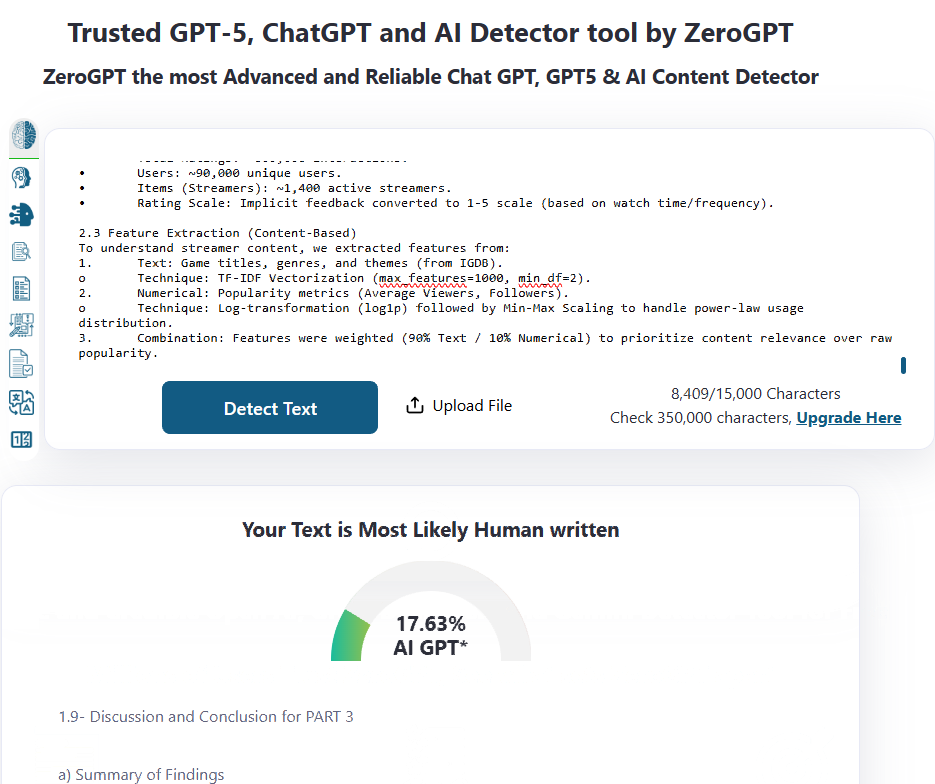 Trusted GPT-5, ChatGPT and AI Detector tool by ZeroGPT
ZeroGPT the most Advanced and Reliable Chat GPT, GPT5 & AI Content Detector
• Users: ~90,000 unique users.
• Items (Streamers): ~1,400 active streamers.
• Rating Scale: Implicit feedback converted to 1-5 scale (based on watch time/frequency).
2.3 Feature Extraction (Content-Based)
To understand streamer content, we extracted features from:
1. Text: Game titles, genres, and themes (from IGDB).
o Technique: TF-IDF Vectorization (max_features=1000, min_df=2).
2. Numerical: Popularity metrics (Average Viewers, Followers).
o Technique: Log-transformation (log1p) followed by Min-Max Scaling to handle power-law usage
distribution.
3. Combination: Features were weighted (90% Text / 10% Numerical) to prioritize content relevance over raw
popularity.
Detect Text
Upload File
8,409/15,000 Characters
Check 350,000 characters, Upgrade Here
Your Text is Most Likely Human written
17.63%
AI GPT*
1.9- Discussion and Conclusion for PART 3
a) Summary of Findings